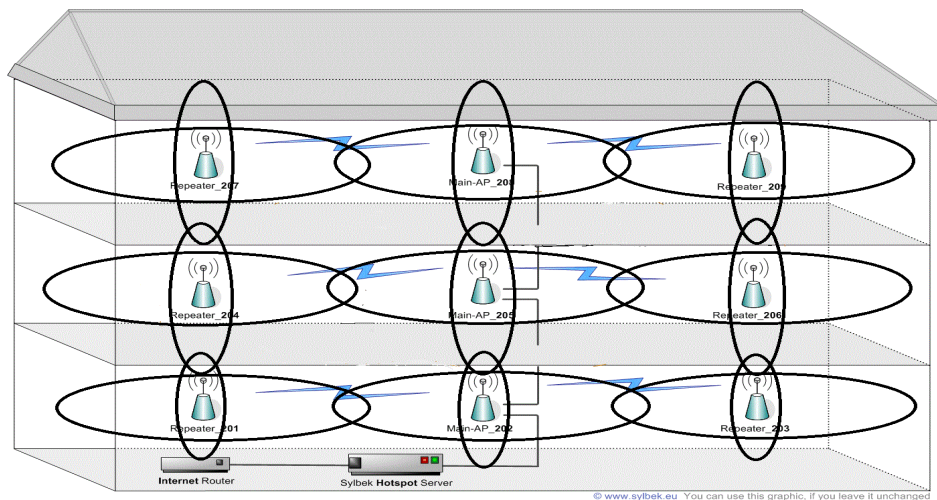 Repeater_207
Main-AP_208
Repeater_209
Repeater_204
Main-AP_205
Repeater_206
Repeater_201
Main-AP_202
Repeater_203
Internet Router
Sylbek Hotspot Server
© www.sylbek.eu You can use this graphic, if you leave it unchanged